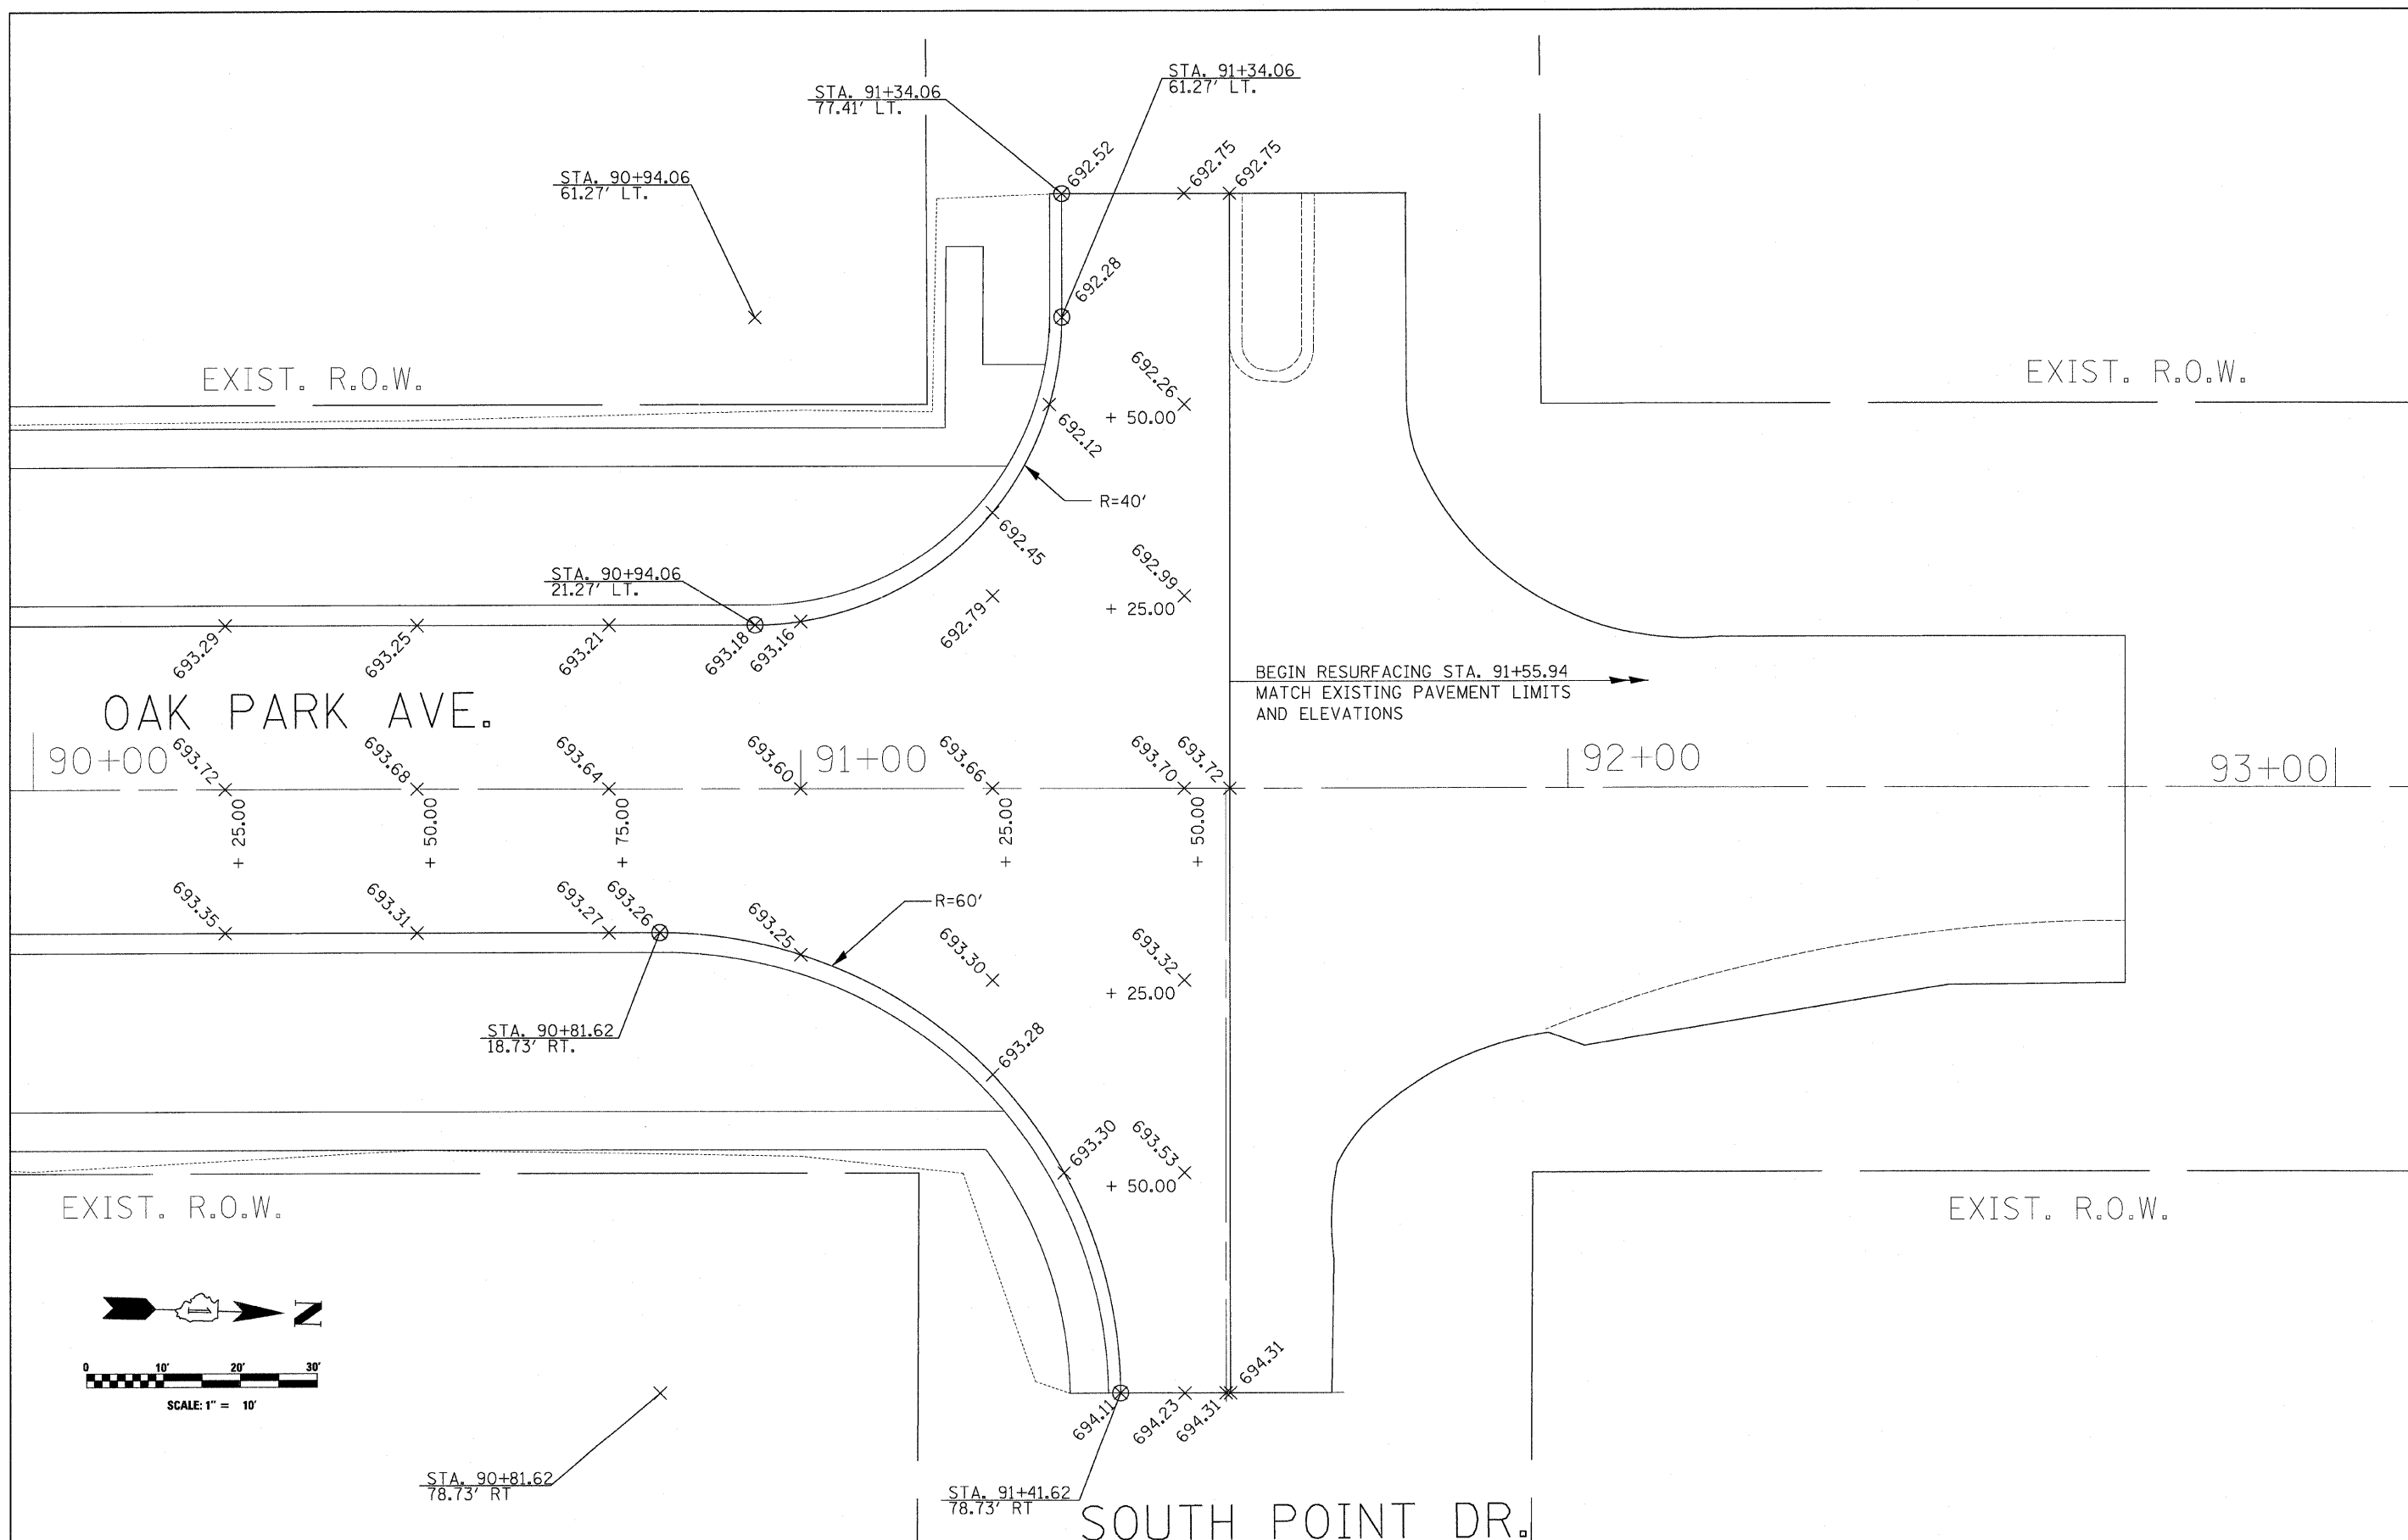 STA. 91+34.06
61.27' LT.
STA. 91+34.06
77.41' LT.
692.52
692.75
692.75
STA. 90+94.06
61.27' LT.
692.28
EXIST. R.O.W.
EXIST. R.O.W.
692.26
+ 50.00
692.12
R=40'
692.45
692.99
+ 25.00
692.79
STA. 90+94.06
21.27' LT.
693.29
693.25
693.21
693.18
693.16
BEGIN RESURFACING STA. 91+55.94
MATCH EXISTING PAVEMENT LIMITS
AND ELEVATIONS
OAK PARK AVE.
90+00
693.72
693.68
693.64
693.60
91+00
693.66
693.70
693.72
92+00
93+00
+ 25.00
+ 50.00
+ 75.00
+ 25.00
+ 50.00
693.35
693.31
693.27
693.26
693.25
R=60'
693.30
693.32
+ 25.00
STA. 90+81.62
18.73' RT.
693.28
693.30
693.53
+ 50.00
EXIST. R.O.W.
EXIST. R.O.W.
N
0 10' 20' 30'
SCALE: 1" = 10'
694.11
694.23
694.31
694.31
STA. 90+81.62
78.73' RT
STA. 91+41.62
78.73' RT
SOUTH POINT DR.